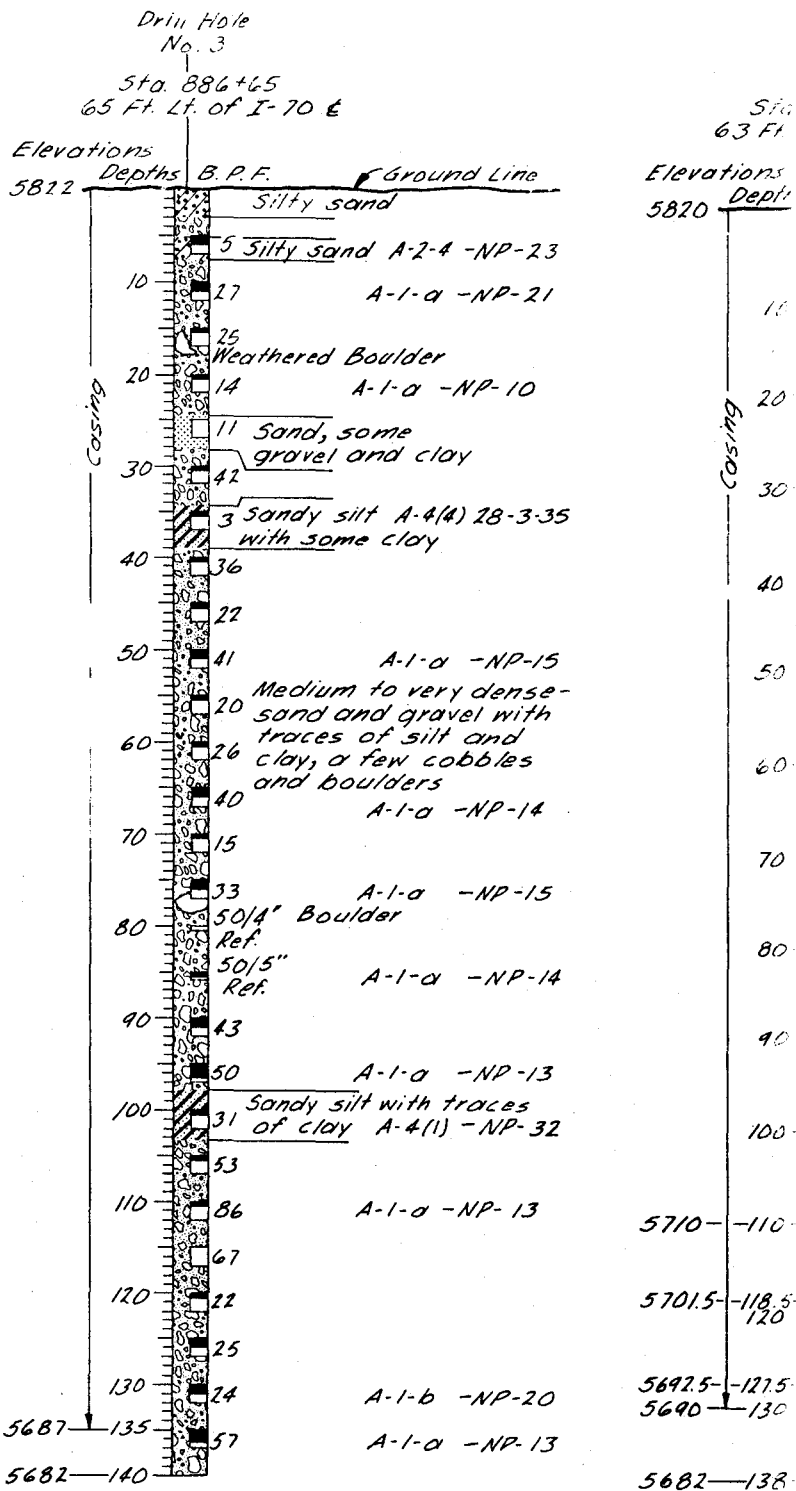 Drill Hole
No. 3
Sta. 886+65
65 Ft. Lt. of I-70 ℄
Elevations
Depths B.P.F.
Ground Line
5822
Silty sand
5 Silty sand A-2-4 -NP-23
10
27 A-1-a -NP-21
25
Weathered Boulder
20
14 A-1-a -NP-10
Casing
11 Sand, some
gravel and clay
30
42
3 Sandy silt A-4(4) 28-3-35
with some clay
40
36
22
50
41 A-1-a -NP-15
20 Medium to very dense-
sand and gravel with
traces of silt and
60
26 clay, a few cobbles
and boulders
40 A-1-a -NP-14
70
15
33 A-1-a -NP-15
50/4" Boulder
80
Ref.
50/5" A-1-a -NP-14
Ref.
90
43
50 A-1-a -NP-13
100
Sandy silt with traces
31 of clay A-4(1) -NP-32
53
110
86 A-1-a -NP-13
67
120
22
25
130
24 A-1-b -NP-20
5687 135
57 A-1-a -NP-13
5682 140
63 Ft.
Elevations
5820
10
20
Casing
30
40
50
60
70
80
90
100
5710 110
5701.5 118.5
120
5692.5 127.5
5690 130
5682 138